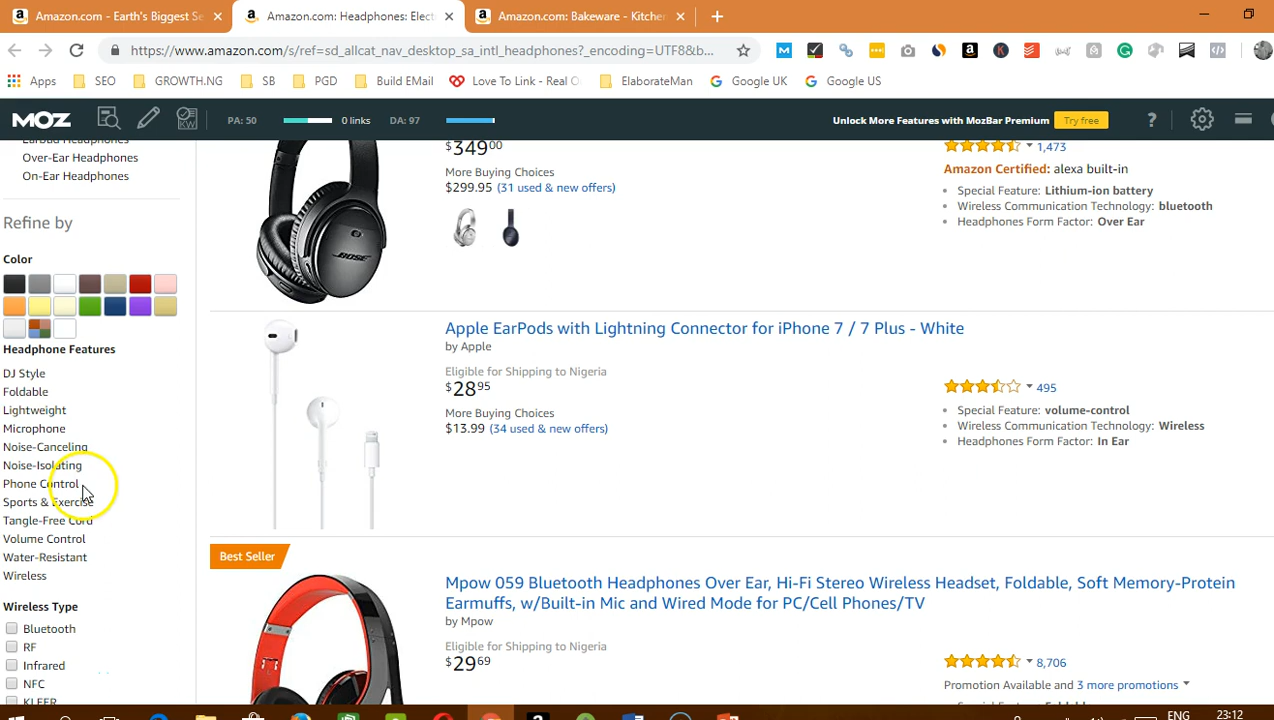 Amazon.com - Earth's Biggest Se
Amazon.com: Headphones: Elect
Amazon.com: Bakeware - Kitchen
https://www.amazon.com/s/ref=sd_allcat_nav_desktop_sa_intl_headphones?_encoding=UTF8&b...
Apps
SEO
GROWTH.NG
SB
PGD
Build EMail
Love To Link - Real O
ElaborateMan
Google UK
Google US
MOZ
PA: 50
0 links
DA: 97
Unlock More Features with MozBar Premium
Try free
Earbud Headphones
Over-Ear Headphones
On-Ear Headphones
Refine by
Color
Headphone Features
DJ Style
Foldable
Lightweight
Microphone
Noise-Canceling
Noise-Isolating
Phone Control
Sports & Exercise
Tangle-Free Cord
Volume Control
Water-Resistant
Wireless
Wireless Type
Bluetooth
RF
Infrared
NFC
KLEER
BOSE
$349.00
More Buying Choices
$299.95 (31 used & new offers)
1,473
Amazon Certified: alexa built-in
Special Feature: Lithium-ion battery
Wireless Communication Technology: bluetooth
Headphones Form Factor: Over Ear
Apple EarPods with Lightning Connector for iPhone 7 / 7 Plus - White
by Apple
Eligible for Shipping to Nigeria
$28.95
More Buying Choices
$13.99 (34 used & new offers)
495
Special Feature: volume-control
Wireless Communication Technology: Wireless
Headphones Form Factor: In Ear
Best Seller
Mpow 059 Bluetooth Headphones Over Ear, Hi-Fi Stereo Wireless Headset, Foldable, Soft Memory-Protein
Earmuffs, w/Built-in Mic and Wired Mode for PC/Cell Phones/TV
by Mpow
Eligible for Shipping to Nigeria
$29.69
8,706
Promotion Available and 3 more promotions
ENG
23:12